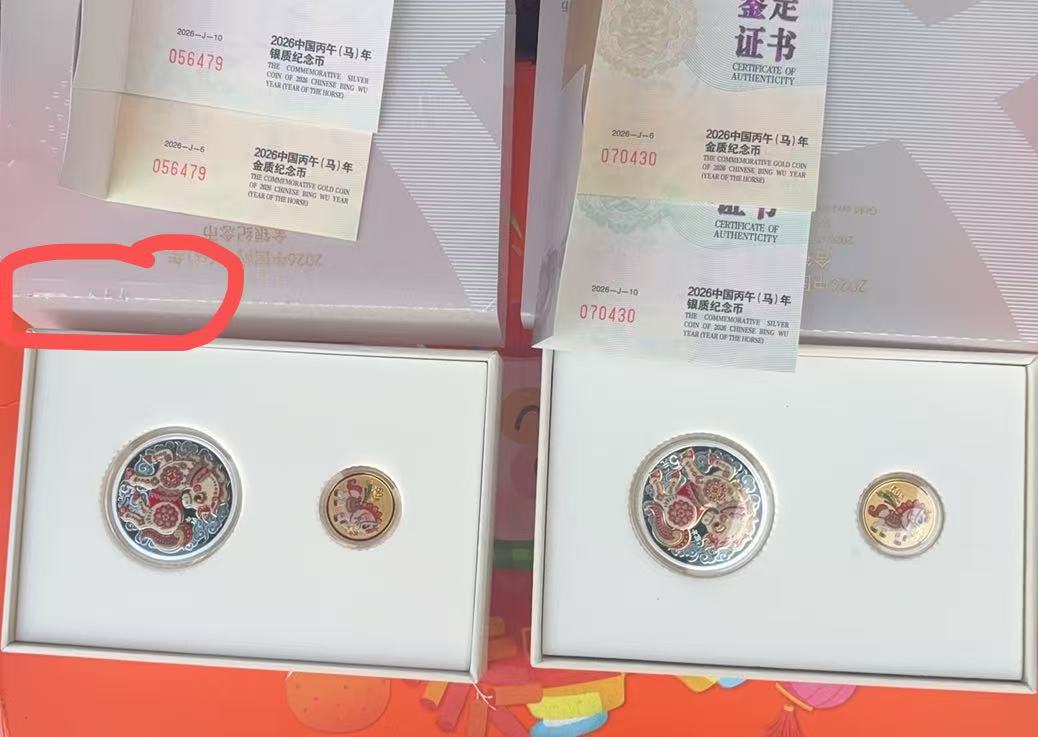 2026-J-10
056479
2026中国丙午(马)年
银质纪念币
THE COMMEMORATIVE SILVER
COIN OF 2026 CHINESE BING WU
YEAR (YEAR OF THE HORSE)
2026-J-6
056479
2026中国丙午(马)年
金质纪念币
THE COMMEMORATIVE GOLD COIN
OF 2026 CHINESE BING WU YEAR
(YEAR OF THE HORSE)
金银纪念币
鉴定
证书
CERTIFICATE OF
AUTHENTICITY
2026-J-6
070430
2026中国丙午(马)年
金质纪念币
THE COMMEMORATIVE GOLD COIN
OF 2026 CHINESE BING WU YEAR
(YEAR OF THE HORSE)
证书
CERTIFICATE OF
AUTHENTICITY
2026-J-10
070430
2026中国丙午(马)年
银质纪念币
THE COMMEMORATIVE SILVER
COIN OF 2026 CHINESE BING WU
YEAR (YEAR OF THE HORSE)